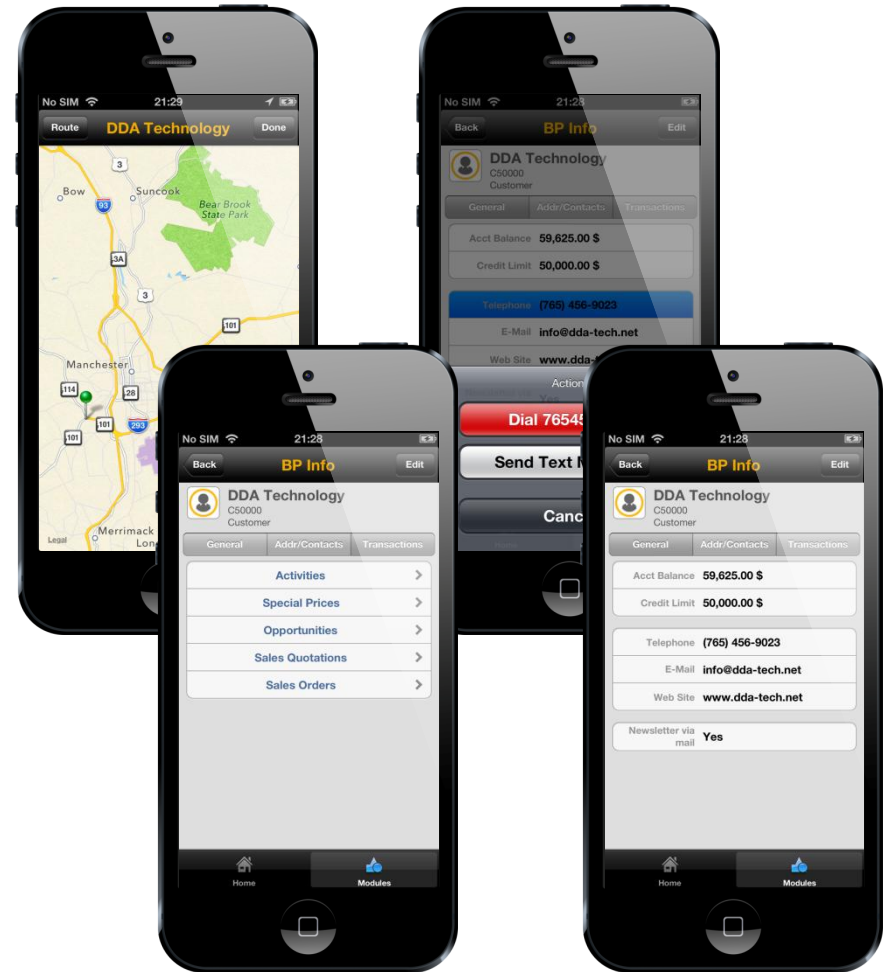 No SIM 21:29
Route DDA Technology Done
3
Bow Suncook
93
Bear Brook
State Park
3A
3
101
Manchester
114
28
101 293
101
Merrimack
Legal
No SIM 21:28
Back BP Info Edit
DDA Technology
C50000
Customer
General Addr/Contacts Transactions
Acct Balance 59,625.00 $
Credit Limit 50,000.00 $
Telephone (765) 456-9023
E-Mail info@dda-tech.net
Web Site
Yes
Dial
Send Text
No SIM 21:28
Back BP Info Edit
DDA Technology
C50000
Customer
General Addr/Contacts Transactions
Activities
Special Prices
Opportunities
Sales Quotations
Sales Orders
Home Modules
No SIM 21:28
Back BP Info Edit
DDA Technology
C50000
Customer
General Addr/Contacts Transactions
Acct Balance 59,625.00 $
Credit Limit 50,000.00 $
Telephone (765) 456-9023
E-Mail info@dda-tech.net
Web Site www.dda-tech.net
Newsletter via
mail Yes
Home Modules